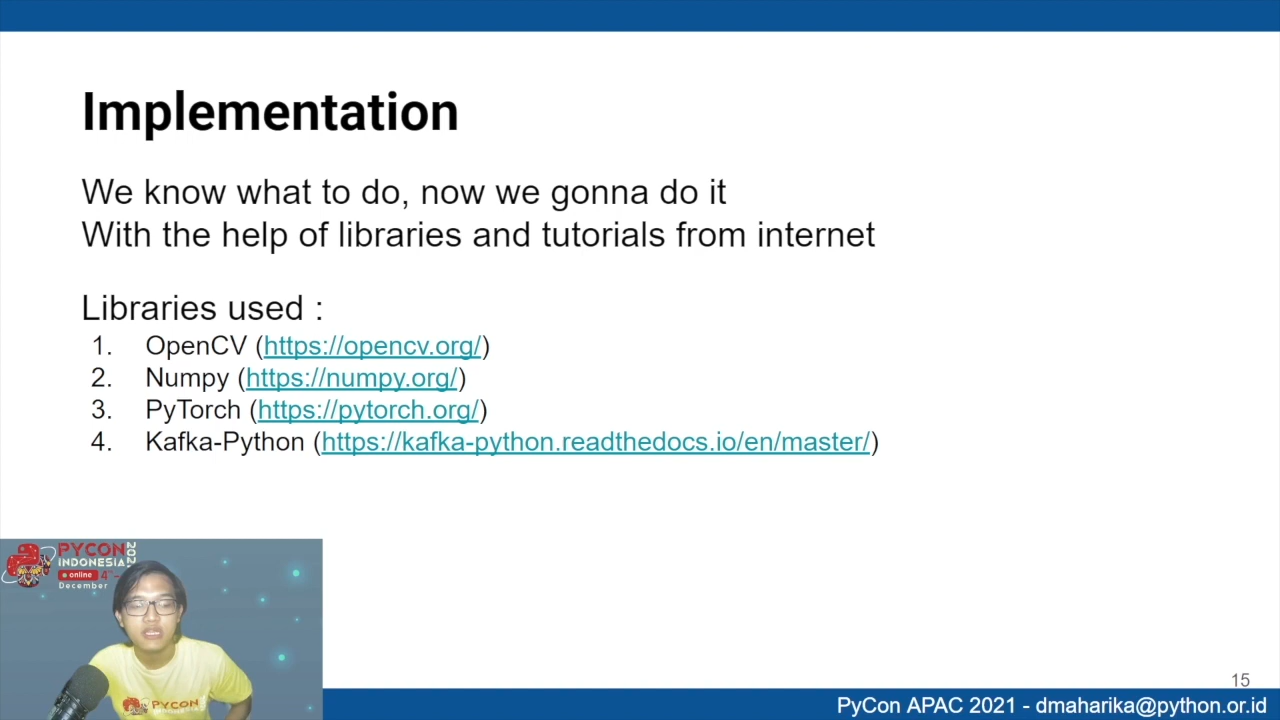 Implementation
We know what to do, now we gonna do it
With the help of libraries and tutorials from internet
Libraries used :
1. OpenCV (https://opencv.org/)
2. Numpy (https://numpy.org/)
3. PyTorch (https://pytorch.org/)
4. Kafka-Python (https://kafka-python.readthedocs.io/en/master/)
PYCON
INDONESIA
online 4
December
PYCON
15
PyCon APAC 2021 - dmaharika@python.or.id